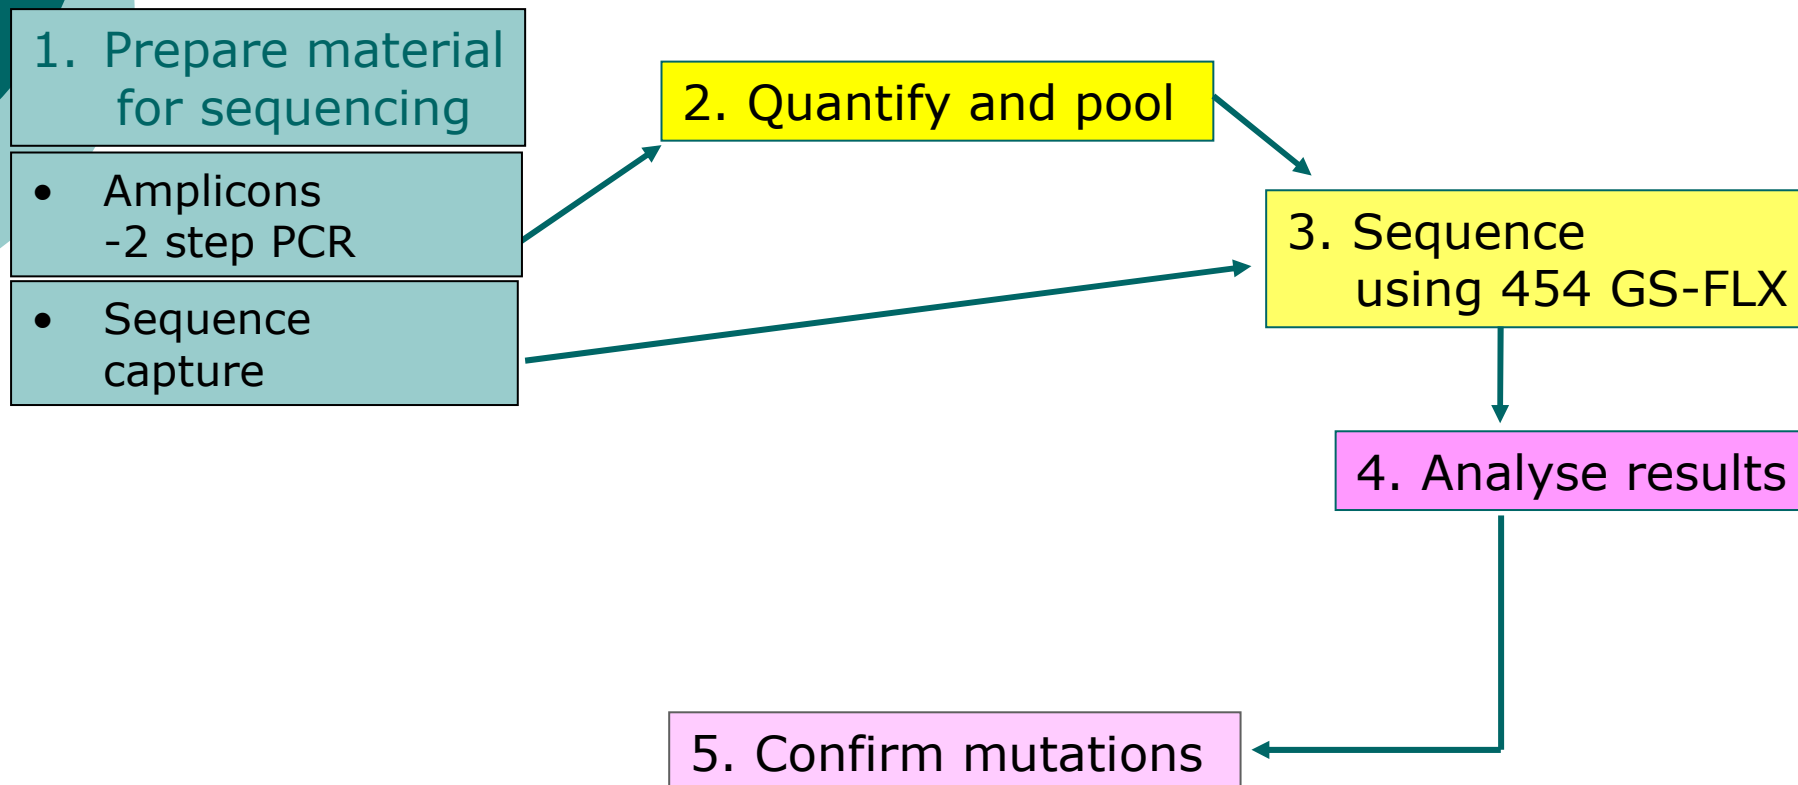 1. Prepare material
for sequencing
• Amplicons
-2 step PCR
• Sequence
capture
2. Quantify and pool
3. Sequence
using 454 GS-FLX
4. Analyse results
5. Confirm mutations